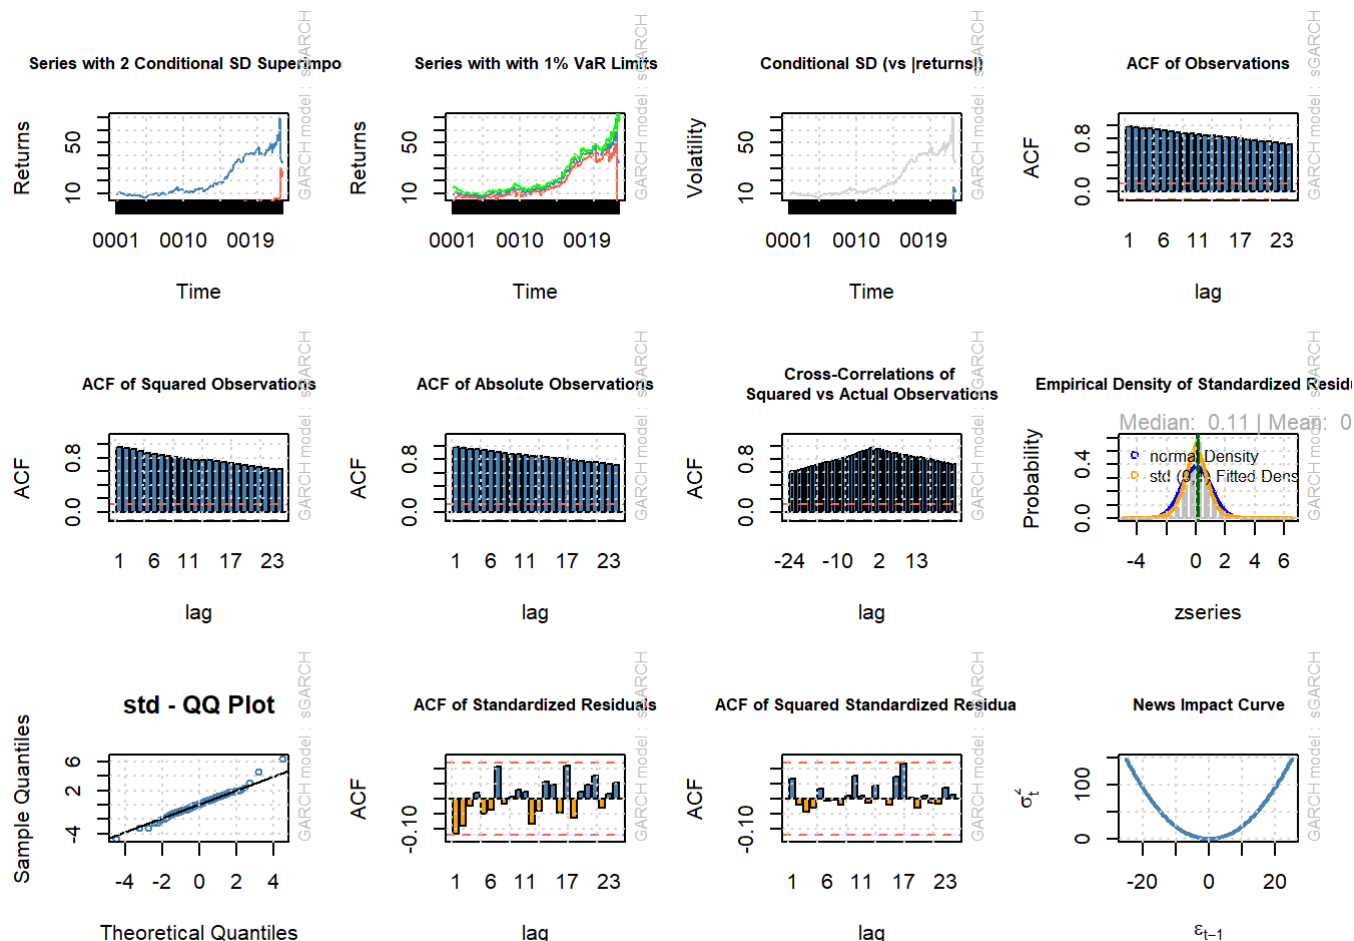 Series with 2 Conditional SD Superimpo
Returns
50
10
0001 0010 0019
Time
GARCH model : sGARCH
Series with with 1% VaR Limits
Returns
50
10
0001 0010 0019
Time
GARCH model : sGARCH
Conditional SD (vs |returns|)
Volatility
50
10
0001 0010 0019
Time
GARCH model : sGARCH
ACF of Observations
ACF
0.8
0.0
1 6 11 17 23
lag
GARCH model : sGARCH
ACF of Squared Observations
ACF
0.8
0.0
1 6 11 17 23
lag
GARCH model : sGARCH
ACF of Absolute Observations
ACF
0.8
0.0
1 6 11 17 23
lag
GARCH model : sGARCH
Cross-Correlations of
Squared vs Actual Observations
ACF
0.8
0.0
-24 -10 2 13
lag
GARCH model : sGARCH
Empirical Density of Standardized Residu
Median: 0.11 | Mean: 0
normal Density
std (0,1) Fitted Dens
Probability
0.4
0.0
-4 0 2 4 6
zseries
GARCH model : sGARCH
std - QQ Plot
Sample Quantiles
6
2
-4
-4 -2 0 2 4
Theoretical Quantiles
GARCH model : sGARCH
ACF of Standardized Residuals
ACF
-0.10
1 6 11 17 23
lag
GARCH model : sGARCH
ACF of Squared Standardized Residua
ACF
-0.10
1 6 11 17 23
lag
GARCH model : sGARCH
News Impact Curve
σ²t
100
0
-20 0 20
εt−1
GARCH model : sGARCH